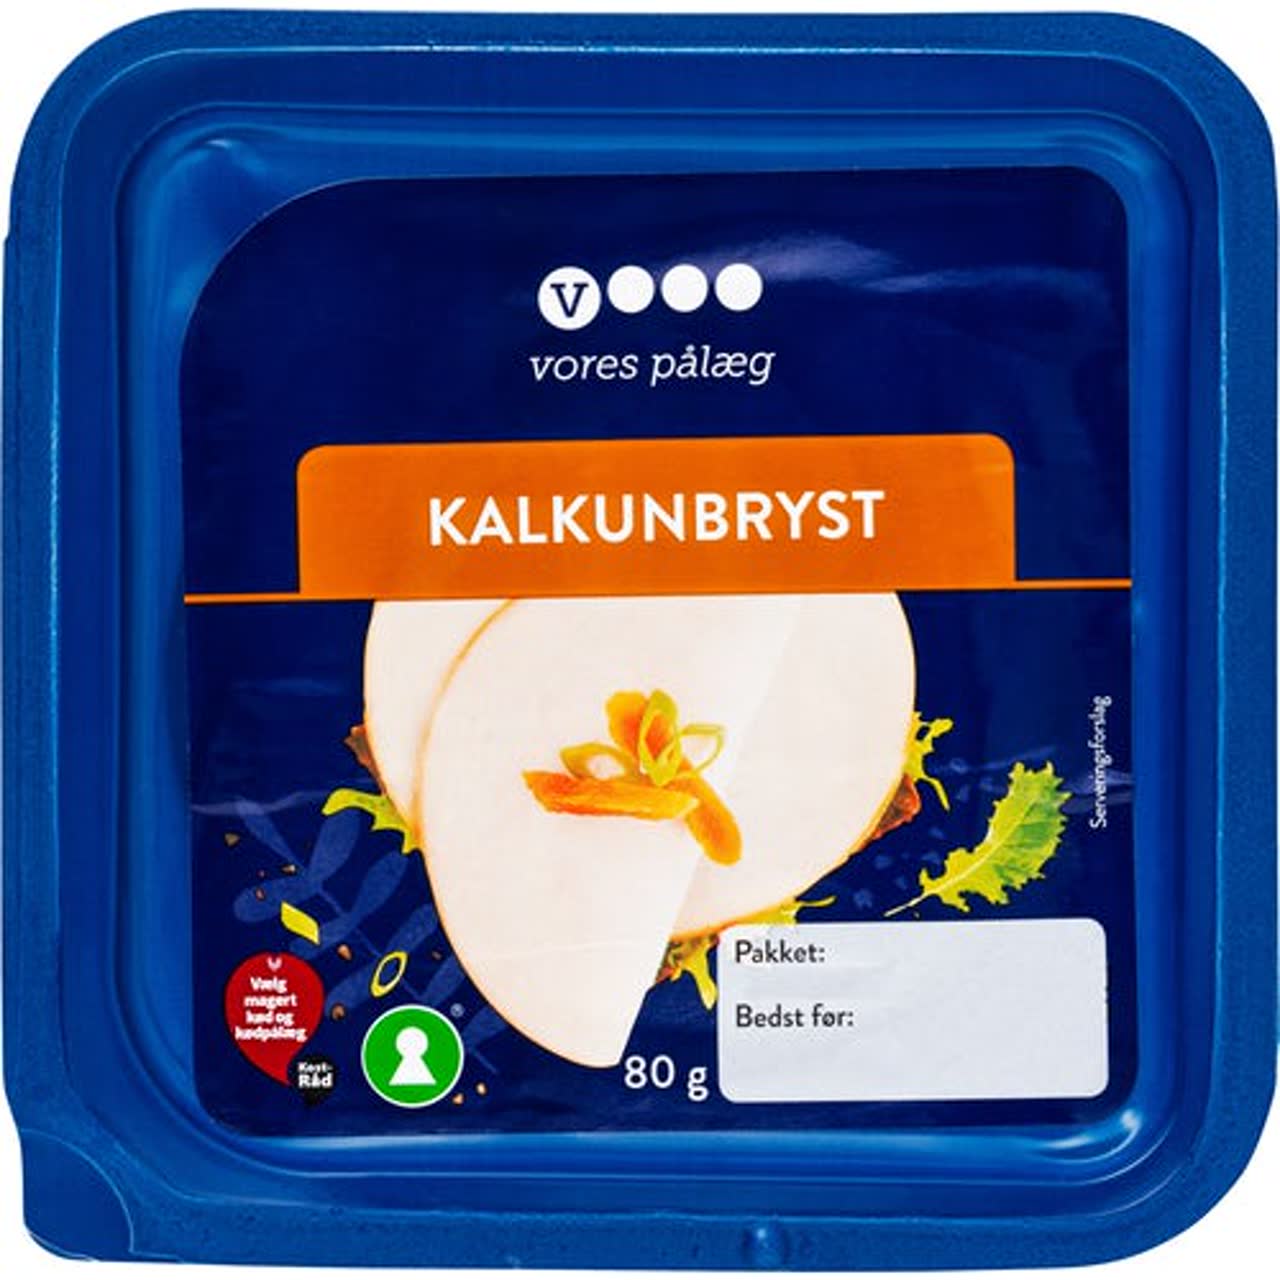 V
vores pålæg
KALKUNBRYST
Serveringsforslag
Pakket:
Bedst før:
Vælg
magert
kød og
kødpålæg
Kost-
Råd
®
80 g